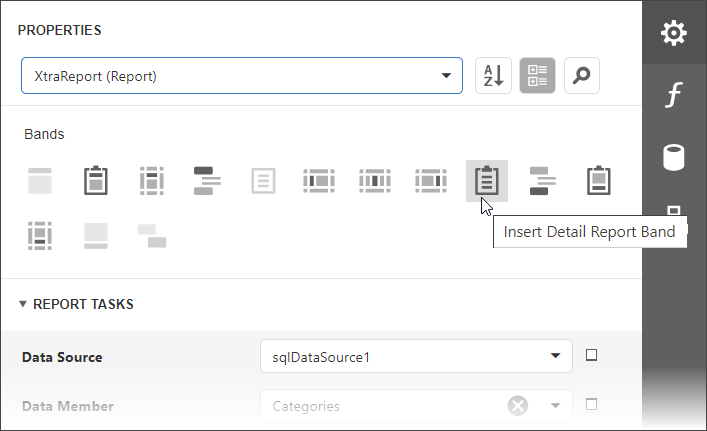 PROPERTIES
XtraReport (Report)
A
Z
f
Bands
Insert Detail Report Band
REPORT TASKS
Data Source
sqlDataSource1
Data Member
Categories